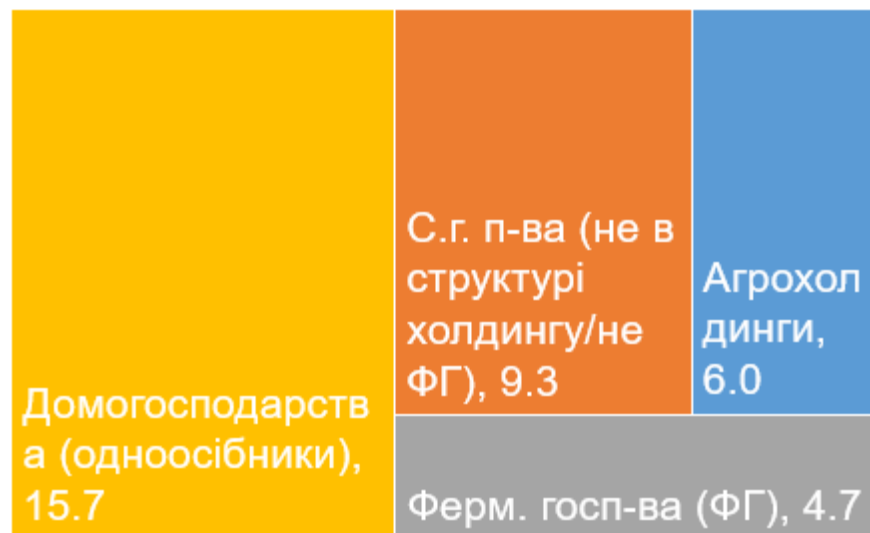 Домогосподарств
а (одноосібники),
15.7
С.г. п-ва (не в
структурі
холдингу/не
ФГ), 9.3
Агрохол
динги,
6.0
Ферм. госп-ва (ФГ), 4.7